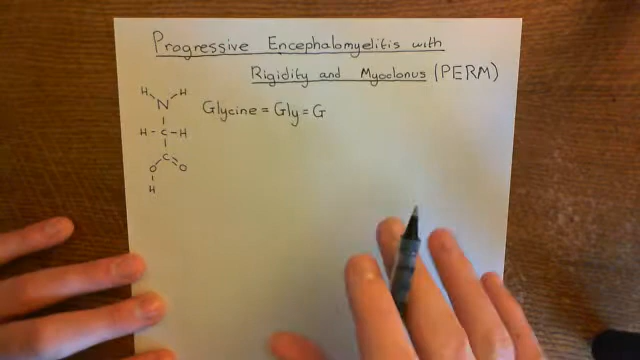 Progressive Encephalomyelitis with
Rigidity and Myoclonus (PERM)
H H
N
Glycine = Gly = G
H - C - H
C
O O
H